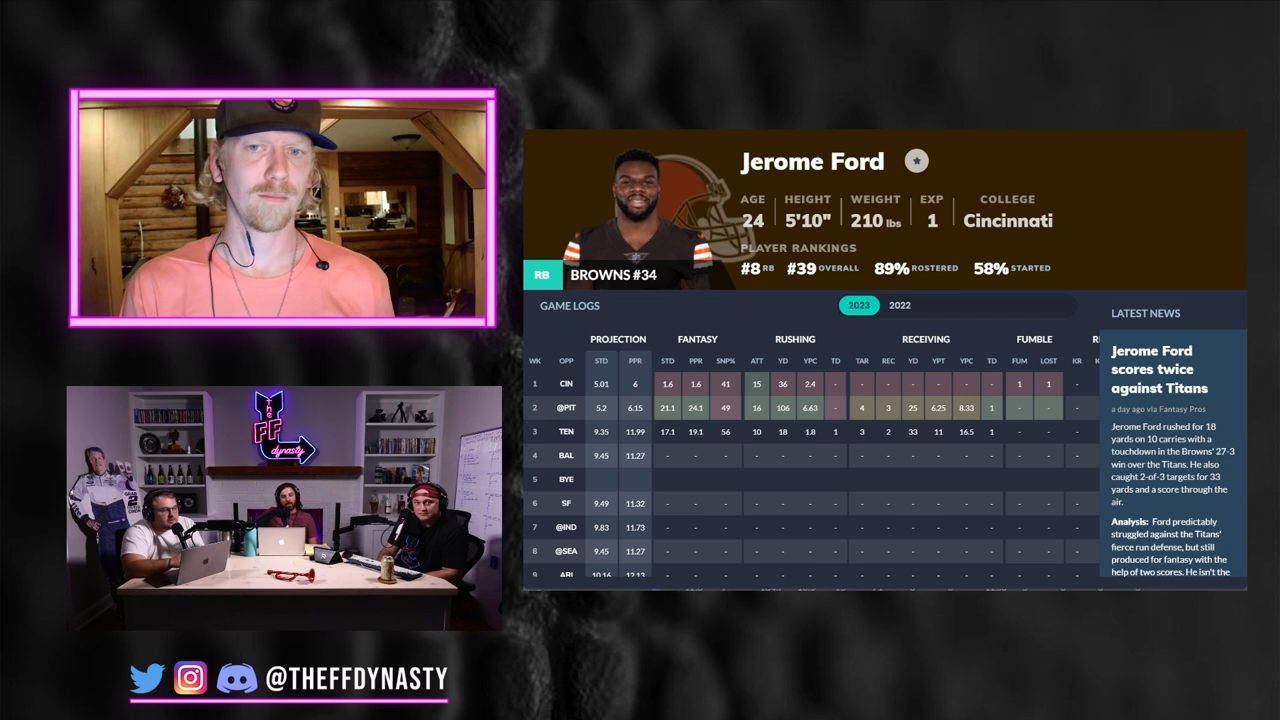 The
FF
dynasty
@THEFFDYNASTY
Jerome Ford
AGE HEIGHT WEIGHT EXP COLLEGE
24 5'10" 210 lbs 1 Cincinnati
PLAYER RANKINGS
#8 RB #39 OVERALL 89% ROSTERED 58% STARTED
RB BROWNS #34
GAME LOGS 2023 2022
PROJECTION FANTASY RUSHING RECEIVING FUMBLE
WK OPP STD PPR STD PPR SNP% ATT YD YPC TD TAR REC YD YPT YPC TD FUM LOST KR
1 CIN 5.01 6 1.6 1.6 41 15 36 2.4 - - - - - - - 1 1 -
2 @PIT 5.2 6.15 21.1 24.1 49 16 106 6.63 - 4 3 25 6.25 8.33 1 - - -
3 TEN 9.35 11.99 17.1 19.1 56 10 18 1.8 1 3 2 33 11 16.5 1 - - -
4 BAL 9.45 11.27 - - - - - - - - - - - - - - - -
5 BYE
6 SF 9.49 11.32 - - - - - - - - - - - - - - - -
7 @IND 9.83 11.73 - - - - - - - - - - - - - - - -
8 @SEA 9.45 11.27 - - - - - - - - - - - - - - - -
9 ARI 10.16 12.13 - - - - - - - - - - - - - - - -
LATEST NEWS
Jerome Ford
scores twice
against Titans
a day ago via Fantasy Pros
Jerome Ford rushed for 18
yards on 10 carries with a
touchdown in the Browns' 27-3
win over the Titans. He also
caught 2-of-3 targets for 33
yards and a score through the
air.
Analysis: Ford predictably
struggled against the Titans'
fierce run defense, but still
produced for fantasy with the
help of two scores. He isn't the